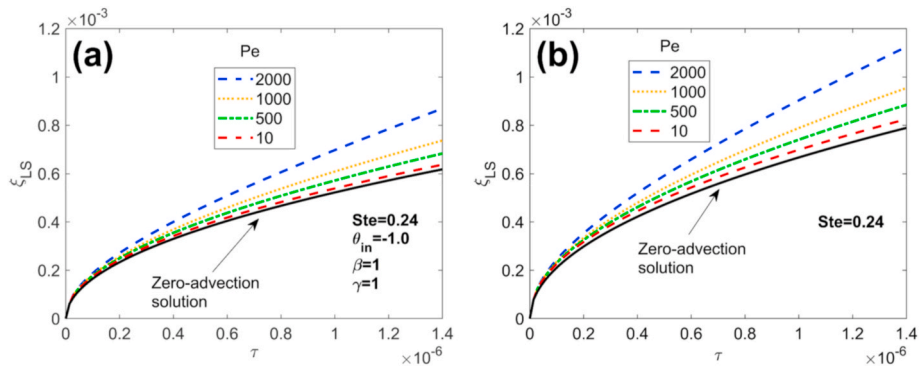 ×10⁻³
1.2
(a)
Pe
2000
1000
500
10
1
0.8
0.6
0.4
0.2
0
ξLS
Zero-advection
solution
Ste=0.24
θin=-1.0
β=1
γ=1
0 0.2 0.4 0.6 0.8 1 1.2 1.4
τ ×10⁻⁶
×10⁻³
1.2
(b)
Pe
2000
1000
500
10
1
0.8
0.6
0.4
0.2
0
ξLS
Ste=0.24
Zero-advection
solution
0 0.2 0.4 0.6 0.8 1 1.2 1.4
τ ×10⁻⁶